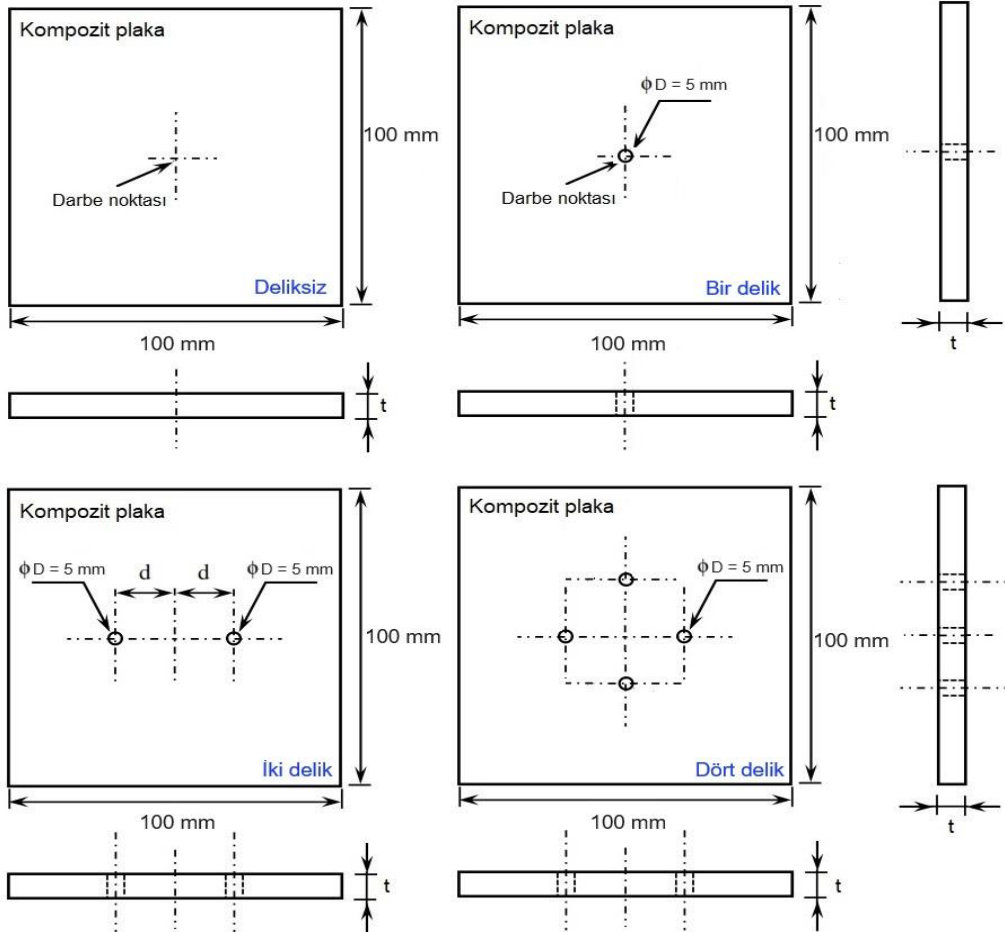 Kompozit plaka
100 mm
Darbe noktası
Deliksiz
100 mm
t
Kompozit plaka
ϕD = 5 mm
100 mm
Darbe noktası
Bir delik
100 mm
t
t
Kompozit plaka
ϕD = 5 mm
d
d
ϕD = 5 mm
100 mm
İki delik
100 mm
t
Kompozit plaka
ϕD = 5 mm
100 mm
Dört delik
100 mm
t
t